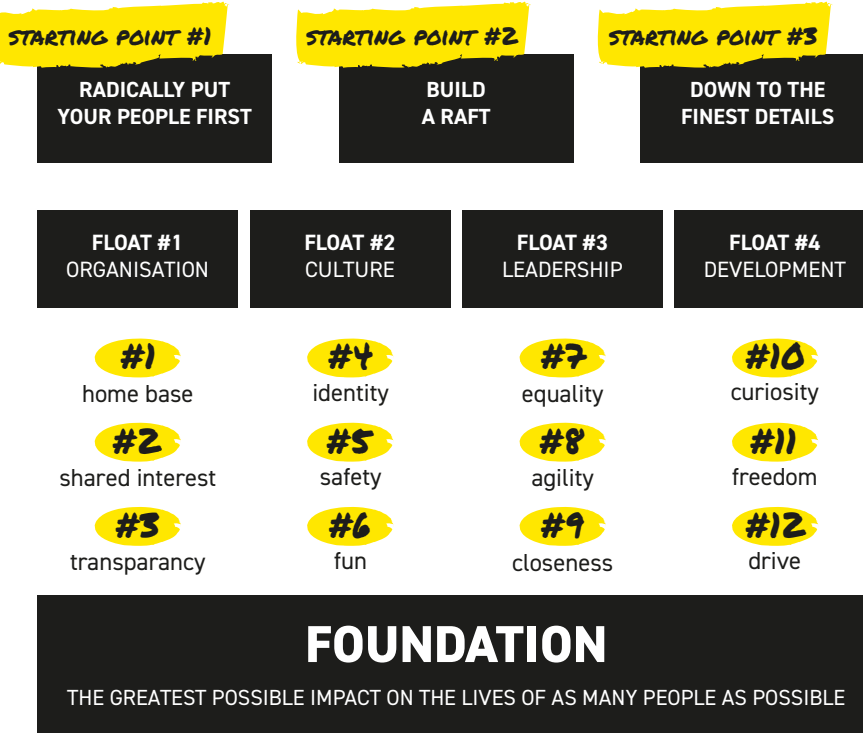 STARTING POINT #1
RADICALLY PUT
YOUR PEOPLE FIRST
STARTING POINT #2
BUILD
A RAFT
STARTING POINT #3
DOWN TO THE
FINEST DETAILS
FLOAT #1
ORGANISATION
#1
home base
#2
shared interest
#3
transparancy
FLOAT #2
CULTURE
#4
identity
#5
safety
#6
fun
FLOAT #3
LEADERSHIP
#7
equality
#8
agility
#9
closeness
FLOAT #4
DEVELOPMENT
#10
curiosity
#11
freedom
#12
drive
FOUNDATION
THE GREATEST POSSIBLE IMPACT ON THE LIVES OF AS MANY PEOPLE AS POSSIBLE